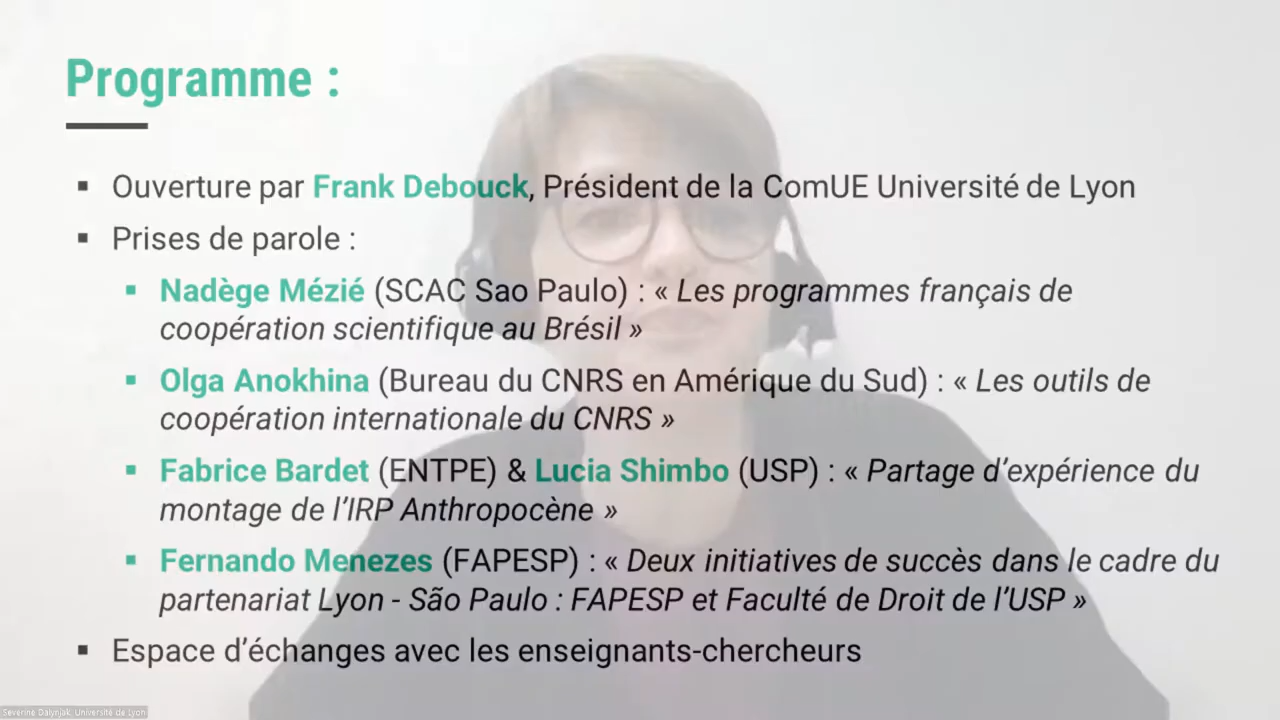 Programme :
Ouverture par Frank Debouck, Président de la ComUE Université de Lyon
Prises de parole :
Nadège Mézié (SCAC Sao Paulo) : « Les programmes français de
coopération scientifique au Brésil »
Olga Anokhina (Bureau du CNRS en Amérique du Sud) : « Les outils de
coopération internationale du CNRS »
Fabrice Bardet (ENTPE) & Lucia Shimbo (USP) : « Partage d'expérience du
montage de l'IRP Anthropocène »
Fernando Menezes (FAPESP) : « Deux initiatives de succès dans le cadre du
partenariat Lyon - São Paulo : FAPESP et Faculté de Droit de l'USP »
Espace d'échanges avec les enseignants-chercheurs
Université de Lyon